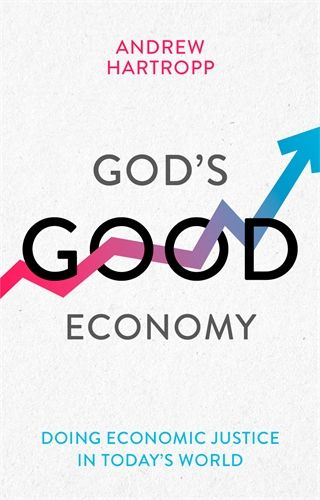 ANDREW
HARTROPP
GOD'S
GOOD
ECONOMY
DOING ECONOMIC JUSTICE
IN TODAY'S WORLD